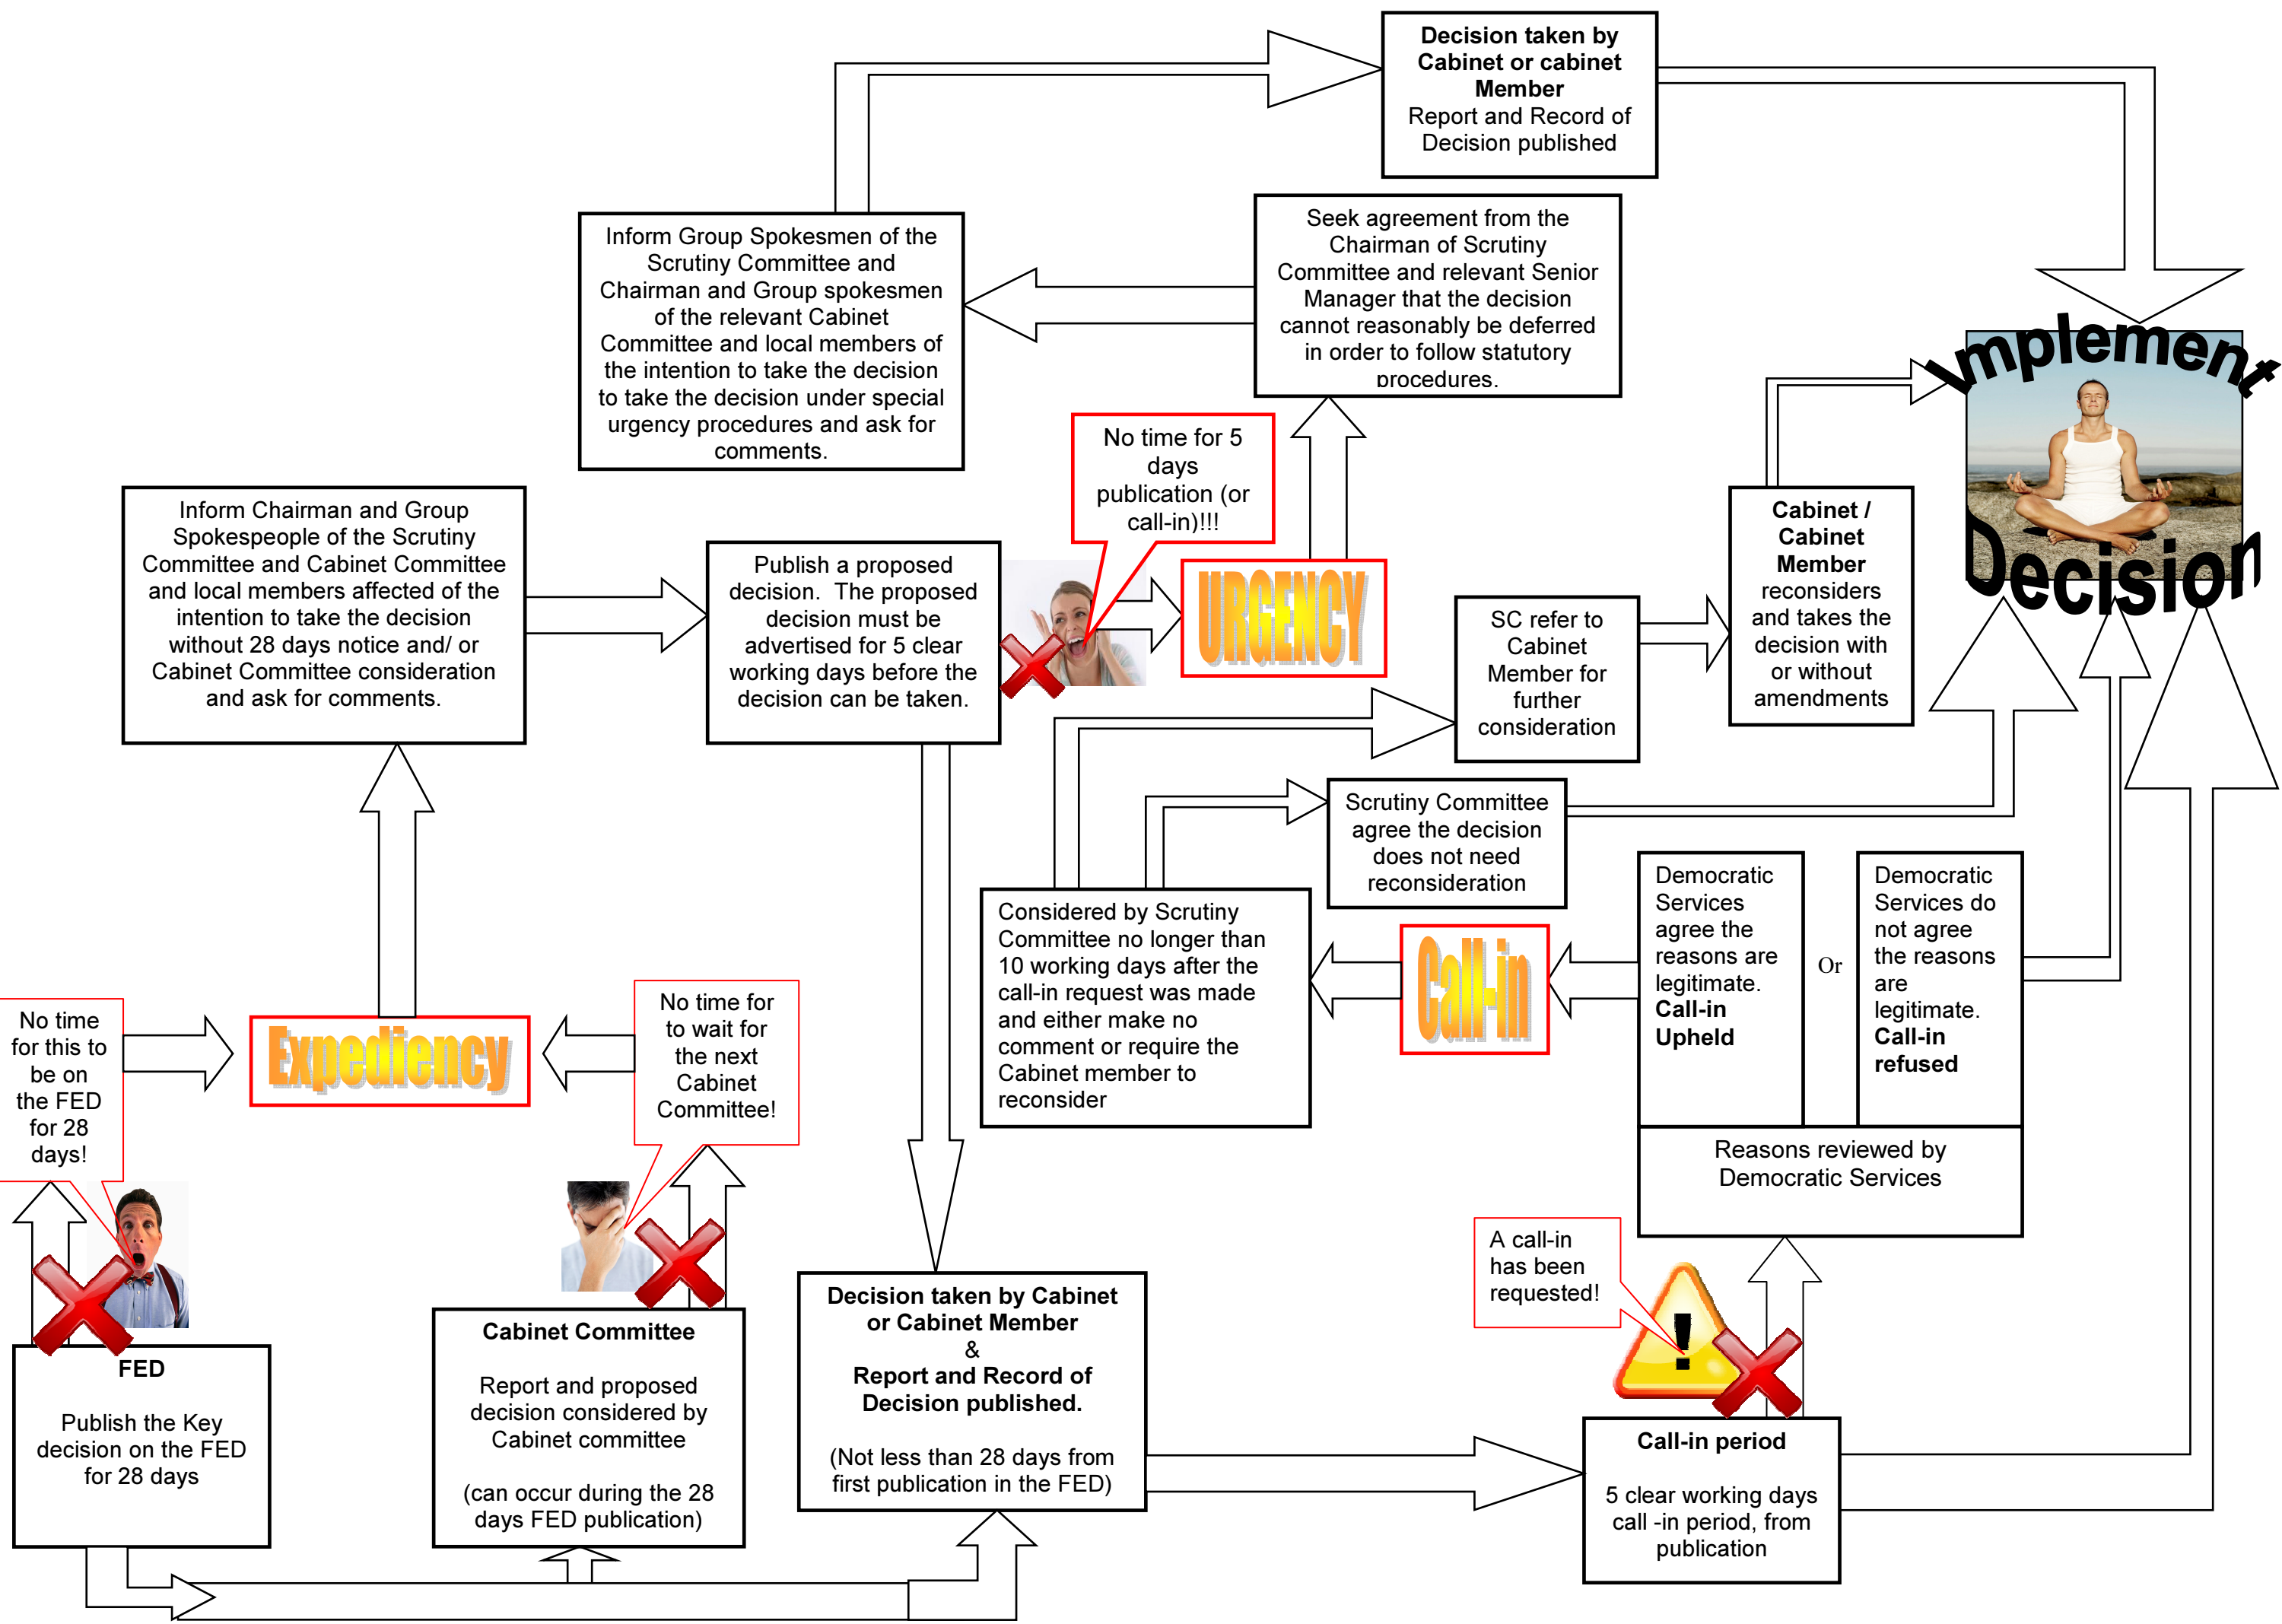 Decision taken by
Cabinet or cabinet
Member
Report and Record of
Decision published
Inform Group Spokesmen of the
Scrutiny Committee and
Chairman and Group spokesmen
of the relevant Cabinet
Committee and local members of
the intention to take the decision
to take the decision under special
urgency procedures and ask for
comments.
Seek agreement from the
Chairman of Scrutiny
Committee and relevant Senior
Manager that the decision
cannot reasonably be deferred
in order to follow statutory
procedures.
Implement
Decision
No time for 5
days
publication (or
call-in)!!!
Inform Chairman and Group
Spokespeople of the Scrutiny
Committee and Cabinet Committee
and local members affected of the
intention to take the decision
without 28 days notice and/ or
Cabinet Committee consideration
and ask for comments.
Publish a proposed
decision.  The proposed
decision must be
advertised for 5 clear
working days before the
decision can be taken.
URGENCY
SC refer to
Cabinet
Member for
further
consideration
Cabinet /
Cabinet
Member
reconsiders
and takes the
decision with
or without
amendments
Scrutiny Committee
agree the decision
does not need
reconsideration
Considered by Scrutiny
Committee no longer than
10 working days after the
call-in request was made
and either make no
comment or require the
Cabinet member to
reconsider
Call-in
Democratic
Services
agree the
reasons are
legitimate.
Call-in
Upheld
Or
Democratic
Services do
not agree
the reasons
are
legitimate.
Call-in
refused
Reasons reviewed by
Democratic Services
No time
for this to
be on
the FED
for 28
days!
Expediency
No time for
to wait for
the next
Cabinet
Committee!
A call-in
has been
requested!
FED
Publish the Key
decision on the FED
for 28 days
Cabinet Committee
Report and proposed
decision considered by
Cabinet committee
(can occur during the 28
days FED publication)
Decision taken by Cabinet
or Cabinet Member
&
Report and Record of
Decision published.
(Not less than 28 days from
first publication in the FED)
Call-in period
5 clear working days
call -in period, from
publication